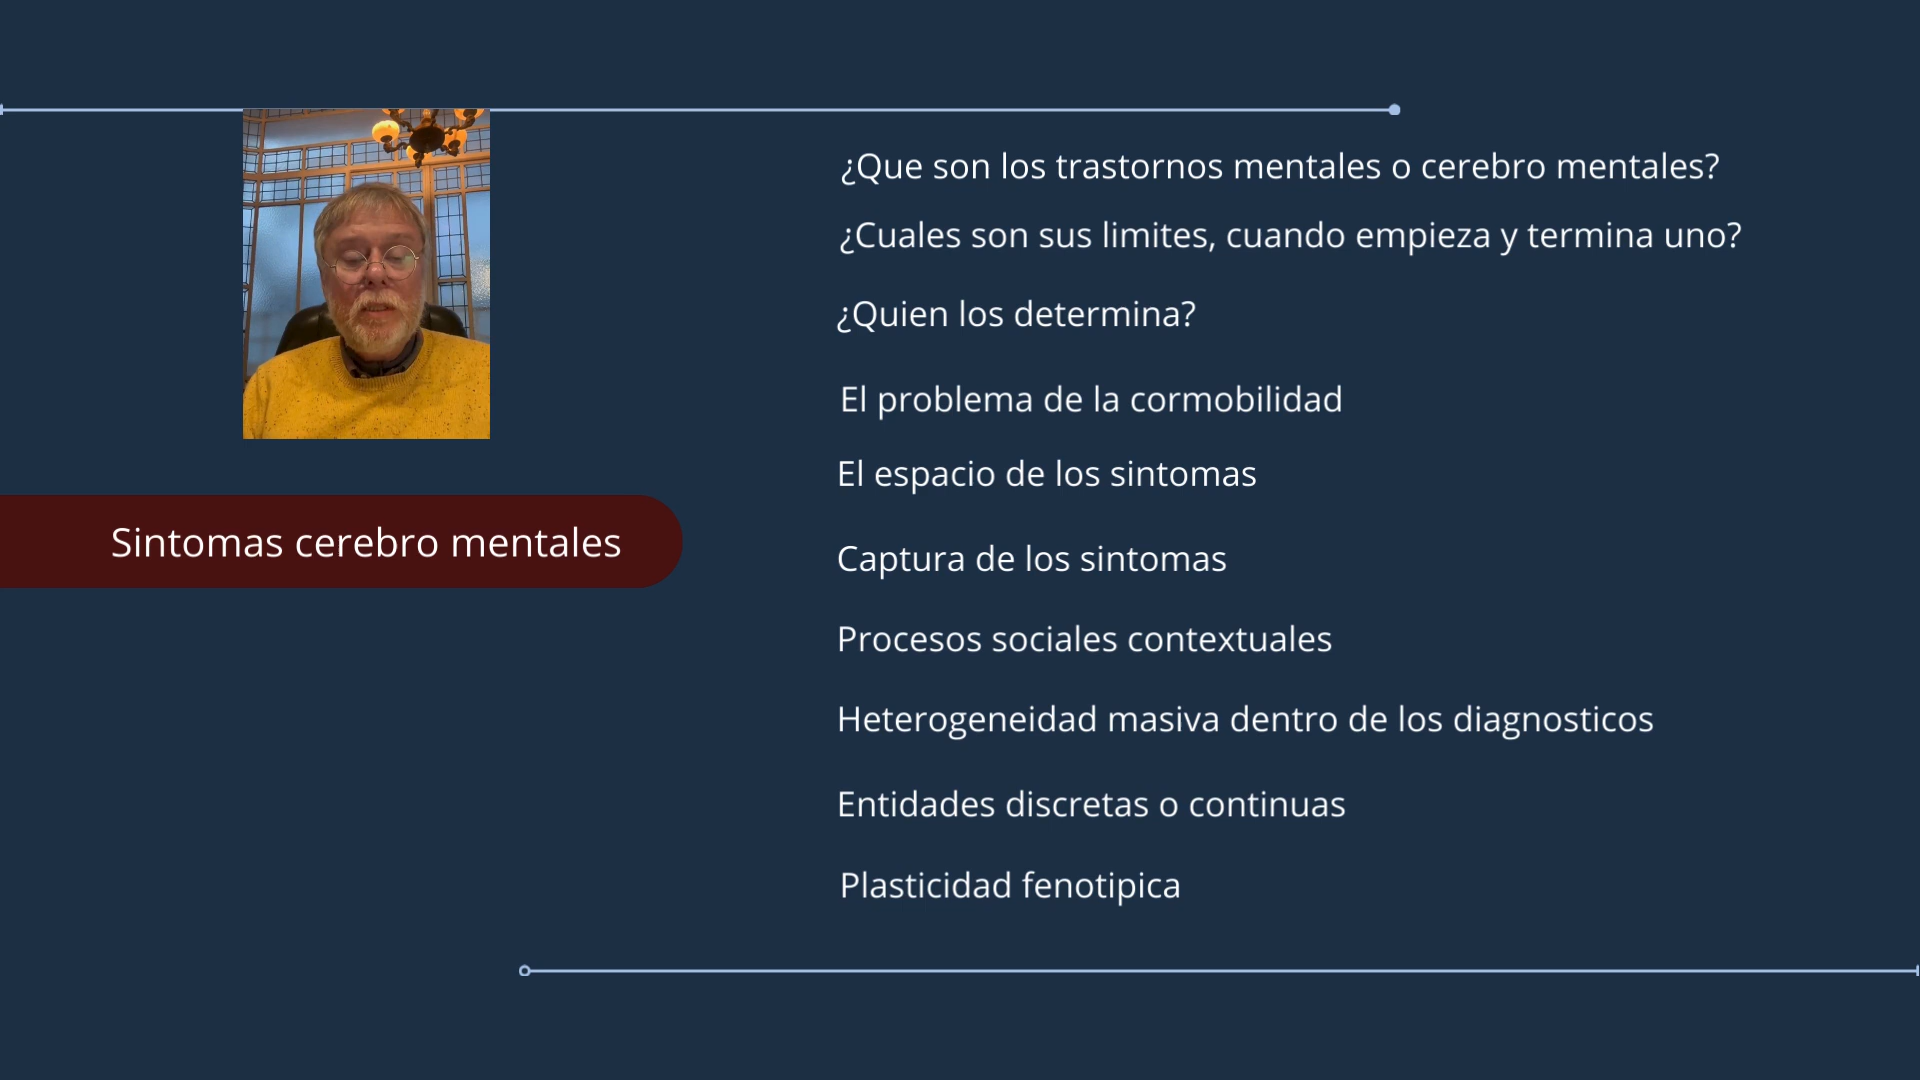 Sintomas cerebro mentales
¿Que son los trastornos mentales o cerebro mentales?
¿Cuales son sus limites, cuando empieza y termina uno?
¿Quien los determina?
El problema de la cormobilidad
El espacio de los sintomas
Captura de los sintomas
Procesos sociales contextuales
Heterogeneidad masiva dentro de los diagnosticos
Entidades discretas o continuas
Plasticidad fenotipica